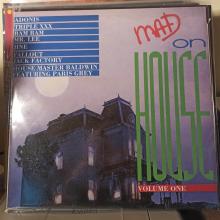 ADONIS
TRIPLE XXX
BAM BAM
MR. LEE
FALLOUT
JACK FACTORY
HOUSE MASTER BALDWIN
FEATURING PARIS GREY
MAD
on
HOUSE
VOLUME ONE